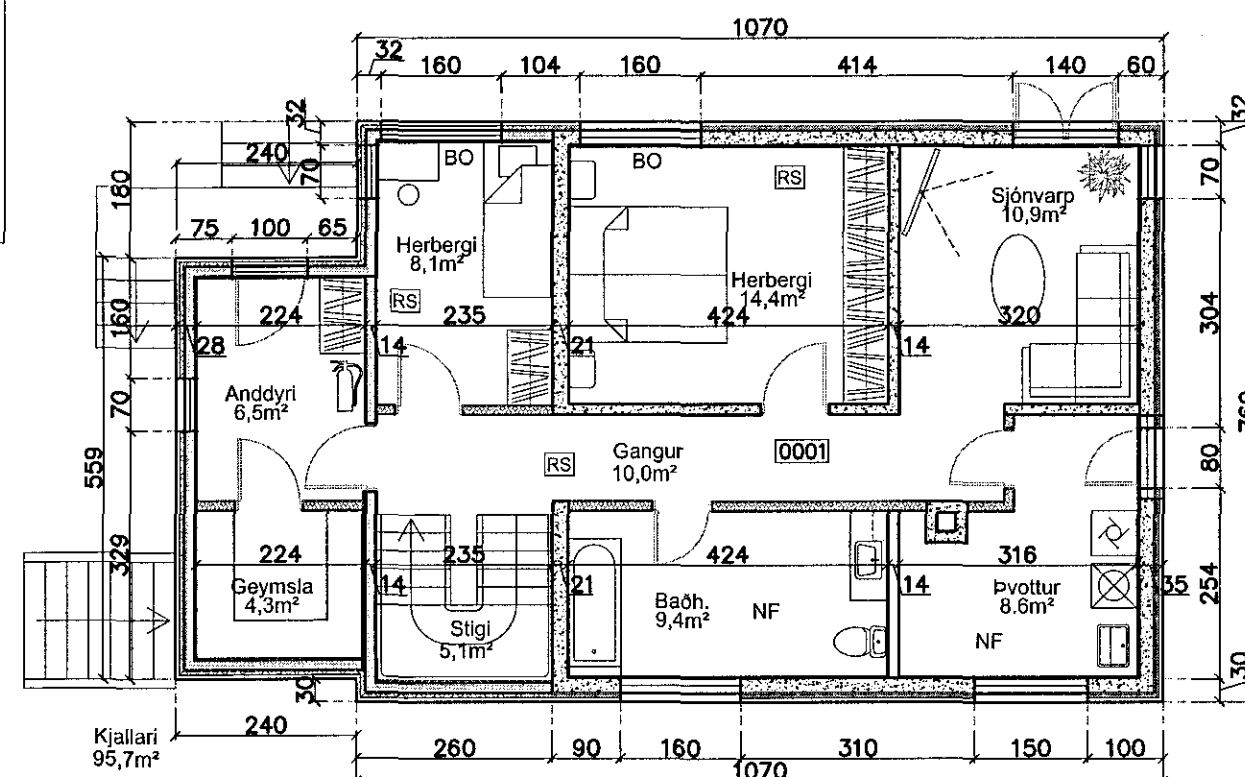 1070
32
160 104 160 414 140 60
32
32
240
70
180
70
BO
BO
RS
Sjónvarp
10,9m²
75 100 65
Herbergi
8,1m²
Herbergi
14,4m²
RS
160
224
235
424
320
304
28
14
21
14
Anddyri
6,5m²
70
559
Gangur
10,0m²
0001
RS
80
329
224
235
424
316
254
14
21
14
35
Geymsla
4,3m²
Stigi
5,1m²
Baðh.
9,4m²
NF
Þvottur
8.6m²
NF
30
30
Kjallari
95,7m²
240
260 90 160 310 150 100
1070